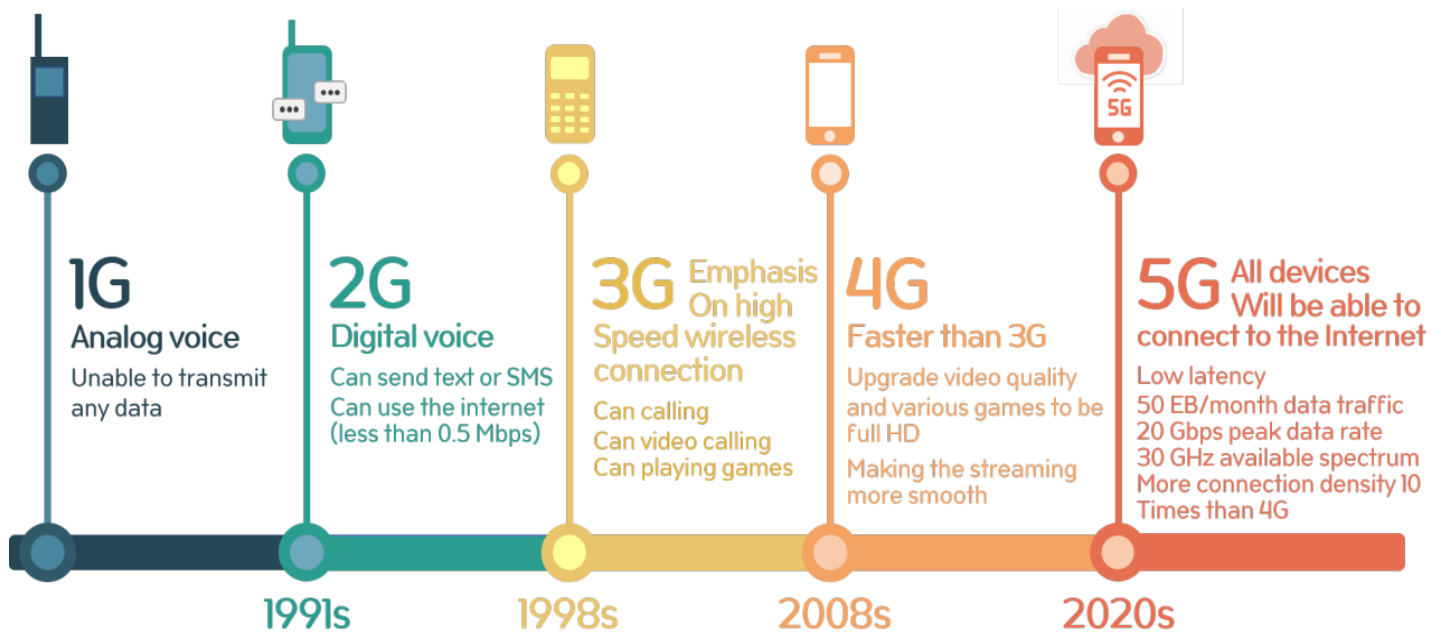 5G
1G
Analog voice
Unable to transmit
any data
2G
Digital voice
Can send text or SMS
Can use the internet
(less than 0.5 Mbps)
3G Emphasis
On high
Speed wireless
connection
Can calling
Can video calling
Can playing games
4G
Faster than 3G
Upgrade video quality
and various games to be
full HD
Making the streaming
more smooth
5G All devices
Will be able to
connect to the Internet
Low latency
50 EB/month data traffic
20 Gbps peak data rate
30 GHz available spectrum
More connection density 10
Times than 4G
1991s
1998s
2008s
2020s